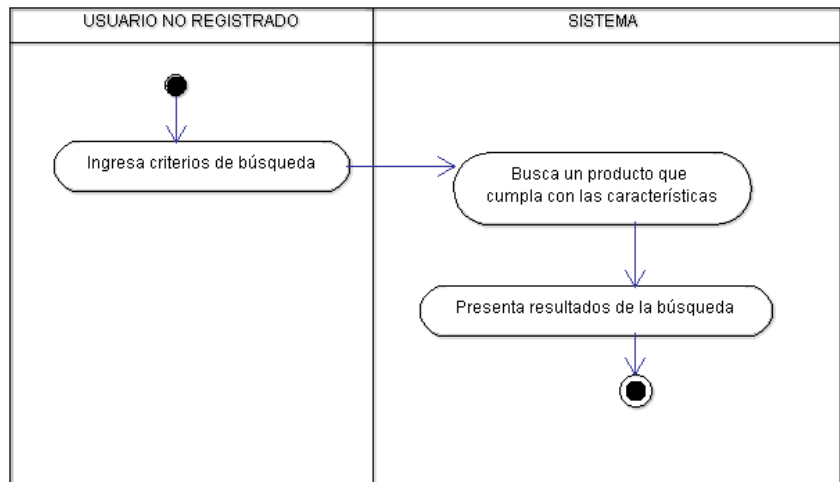 USUARIO NO REGISTRADO
SISTEMA
Ingresa criterios de búsqueda
Busca un producto que
cumpla con las características
Presenta resultados de la búsqueda